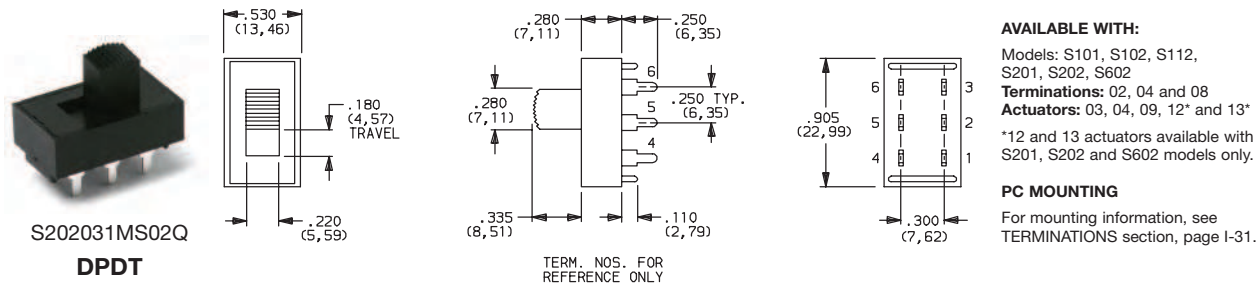 S202031MS02Q
DPDT
.530
(13,46)
.180
(4,57)
TRAVEL
.220
(5,59)
.280
(7,11)
.250
(6,35)
.280
(7,11)
6
5
4
.250 TYP.
(6,35)
.335
(8,51)
.110
(2,79)
TERM. NOS. FOR
REFERENCE ONLY
.905
(22,99)
6 3
5 2
4 1
.300
(7,62)
AVAILABLE WITH:
Models: S101, S102, S112,
S201, S202, S602
Terminations: 02, 04 and 08
Actuators: 03, 04, 09, 12* and 13*
*12 and 13 actuators available with
S201, S202 and S602 models only.
PC MOUNTING
For mounting information, see
TERMINATIONS section, page I-31.